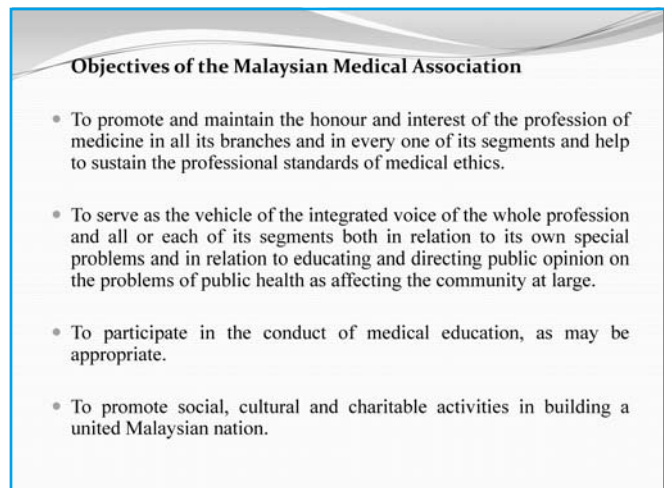 Objectives of the Malaysian Medical Association
• To promote and maintain the honour and interest of the profession of
medicine in all its branches and in every one of its segments and help
to sustain the professional standards of medical ethics.
• To serve as the vehicle of the integrated voice of the whole profession
and all or each of its segments both in relation to its own special
problems and in relation to educating and directing public opinion on
the problems of public health as affecting the community at large.
• To participate in the conduct of medical education, as may be
appropriate.
• To promote social, cultural and charitable activities in building a
united Malaysian nation.